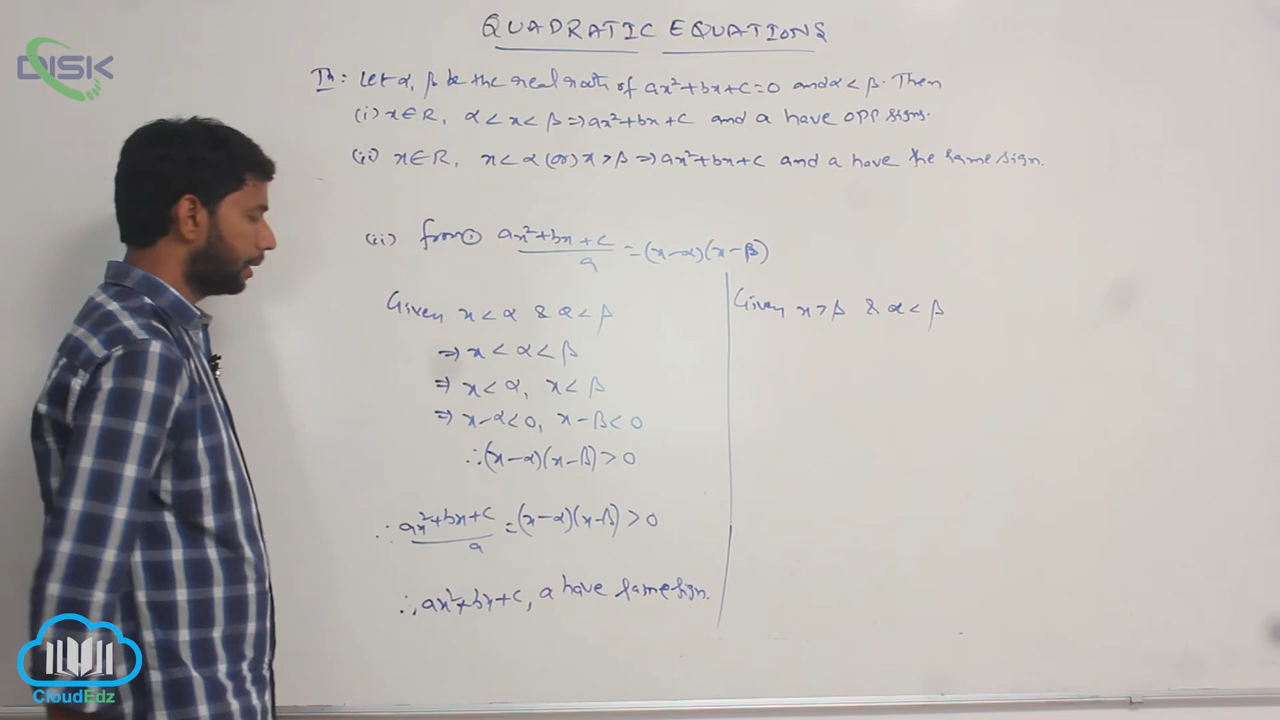 QUADRATIC EQUATIONS
DISK
Th: Let α, β be the real roots of ax²+bx+c=0 and α<β. Then
(i) x∈R, α<x<β ⇒ ax²+bx+c and a have opp signs.
(ii) x∈R, x<α (or) x>β ⇒ ax²+bx+c and a have the same sign.
(ii) from ① (ax²+bx+c)/a = (x-α)(x-β)
Given x<α & α<β
⇒ x<α<β
⇒ x<α, x<β
⇒ x-α<0, x-β<0
∴ (x-α)(x-β)>0
∴ (ax²+bx+c)/a = (x-α)(x-β)>0
∴ ax²+bx+c, a have same sign.
Given x>β & α<β
CloudEdz